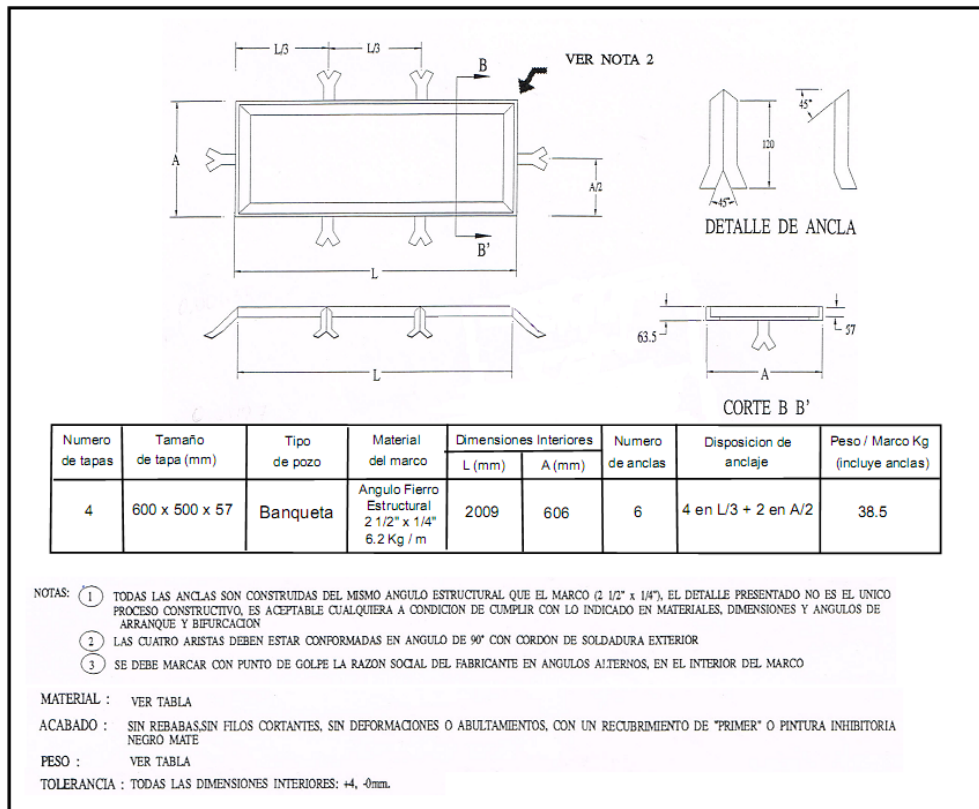 L/3
L/3
B
VER NOTA 2
A
A/2
B'
L
45°
120
45°
DETALLE DE ANCLA
L
63.5
57
A
CORTE B B'
Numero de tapas
Tamaño de tapa (mm)
Tipo de pozo
Material del marco
Dimensiones Interiores
L (mm)
A (mm)
Numero de anclas
Disposicion de anclaje
Peso / Marco Kg (incluye anclas)
4
600 x 500 x 57
Banqueta
Angulo Fierro
Estructural
2 1/2" x 1/4"
6.2 Kg / m
2009
606
6
4 en L/3 + 2 en A/2
38.5
NOTAS: 1 TODAS LAS ANCLAS SON CONSTRUIDAS DEL MISMO ANGULO ESTRUCTURAL QUE EL MARCO (2 1/2" x 1/4"), EL DETALLE PRESENTADO NO ES EL UNICO
PROCESO CONSTRUCTIVO, ES ACEPTABLE CUALQUIERA A CONDICION DE CUMPLIR CON LO INDICADO EN MATERIALES, DIMENSIONES Y ANGULOS DE
ARRANQUE Y BIFURCACION
2 LAS CUATRO ARISTAS DEBEN ESTAR CONFORMADAS EN ANGULO DE 90° CON CORDON DE SOLDADURA EXTERIOR
3 SE DEBE MARCAR CON PUNTO DE GOLPE LA RAZON SOCIAL DEL FABRICANTE EN ANGULOS ALTERNOS, EN EL INTERIOR DEL MARCO
MATERIAL : VER TABLA
ACABADO : SIN REBABAS,SIN FILOS CORTANTES, SIN DEFORMACIONES O ABULTAMIENTOS, CON UN RECUBRIMIENTO DE "PRIMER" O PINTURA INHIBITORIA
NEGRO MATE
PESO : VER TABLA
TOLERANCIA : TODAS LAS DIMENSIONES INTERIORES: +4, -0mm.